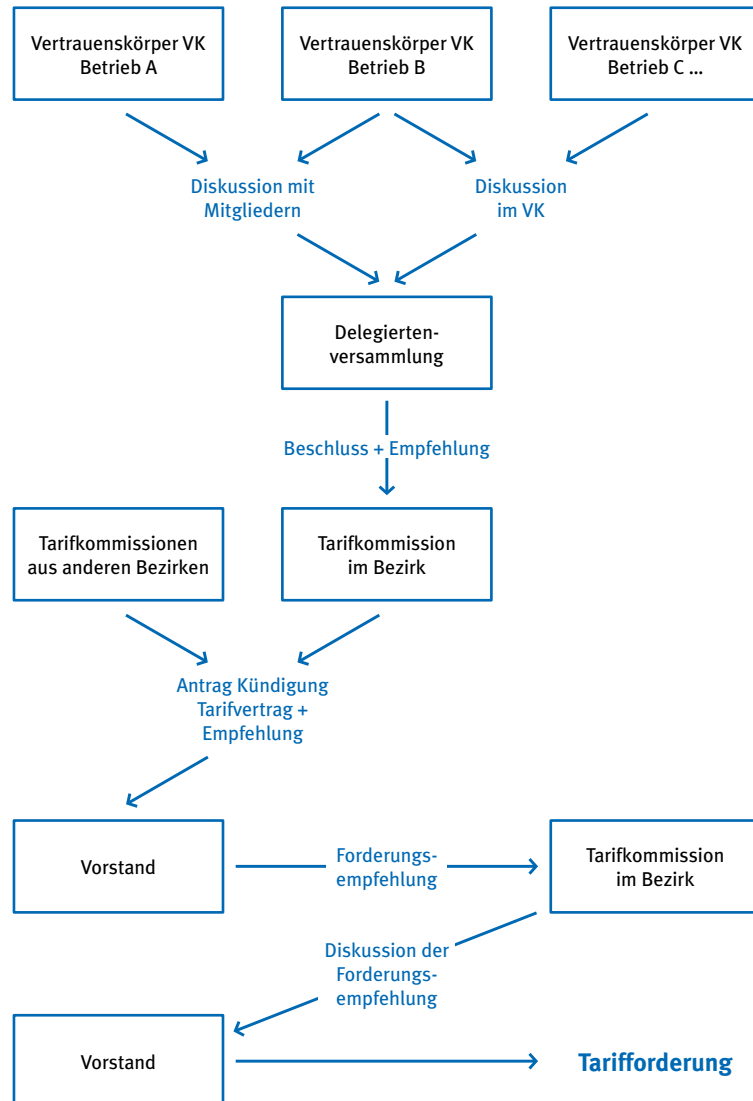 Vertrauenskörper VK
Betrieb A
Vertrauenskörper VK
Betrieb B
Vertrauenskörper VK
Betrieb C ...
Diskussion mit
Mitgliedern
Diskussion
im VK
Delegierten-
versammlung
Beschluss + Empfehlung
Tarifkommissionen
aus anderen Bezirken
Tarifkommission
im Bezirk
Antrag Kündigung
Tarifvertrag +
Empfehlung
Vorstand
Forderungs-
empfehlung
Tarifkommission
im Bezirk
Diskussion der
Forderungs-
empfehlung
Vorstand
Tarifforderung